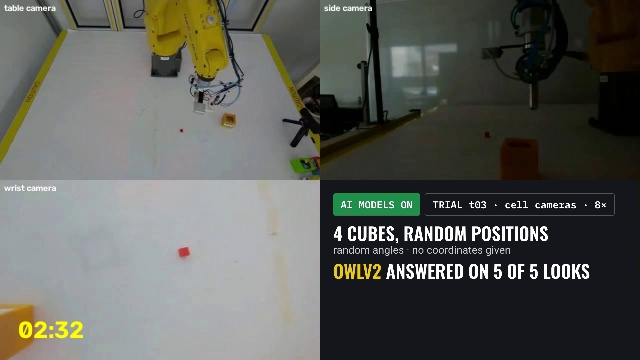 table camera
side camera
wrist camera
02:32
AI MODELS ON
TRIAL t03 · cell cameras · 8×
4 CUBES, RANDOM POSITIONS
random angles · no coordinates given
OWLV2 ANSWERED ON 5 OF 5 LOOKS